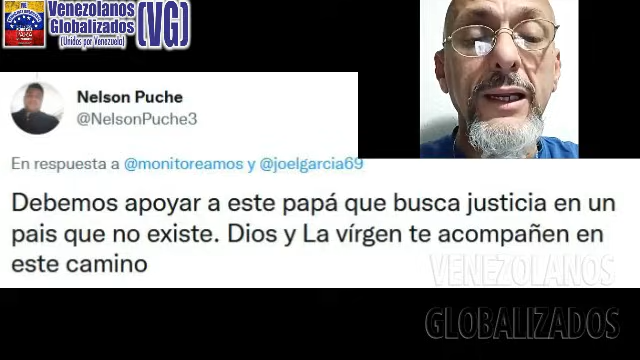 Venezolanos
Globalizados
(Unidos por Venezuela)
(VG)
Nelson Puche
@NelsonPuche3
En respuesta a @monitoreamos y @joelgarcia69
Debemos apoyar a este papá que busca justicia en un
pais que no existe. Dios y La vírgen te acompañen en
este camino
VENEZOLANOS
GLOBALIZADOS